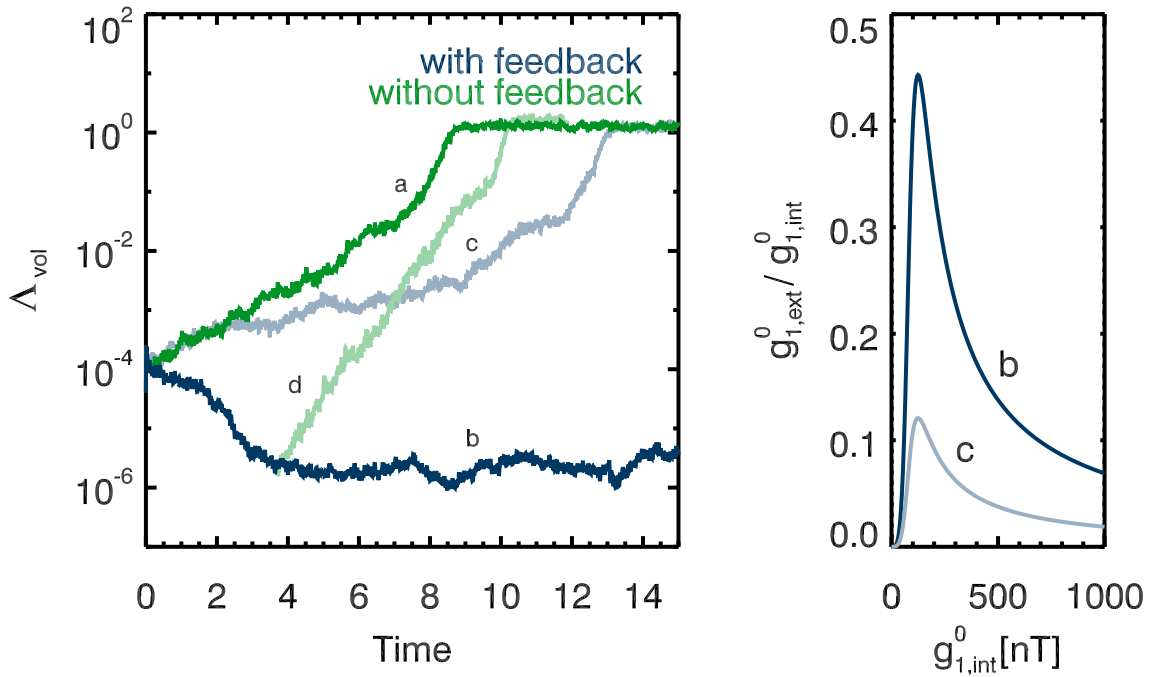 10^2
10^0
10^-2
10^-4
10^-6
Λ_vol
with feedback
without feedback
a
c
d
b
0 2 4 6 8 10 12 14
Time
0.5
0.4
0.3
0.2
0.1
0.0
g^0_1,ext / g^0_1,int
b
c
0 500 1000
g^0_1,int [nT]